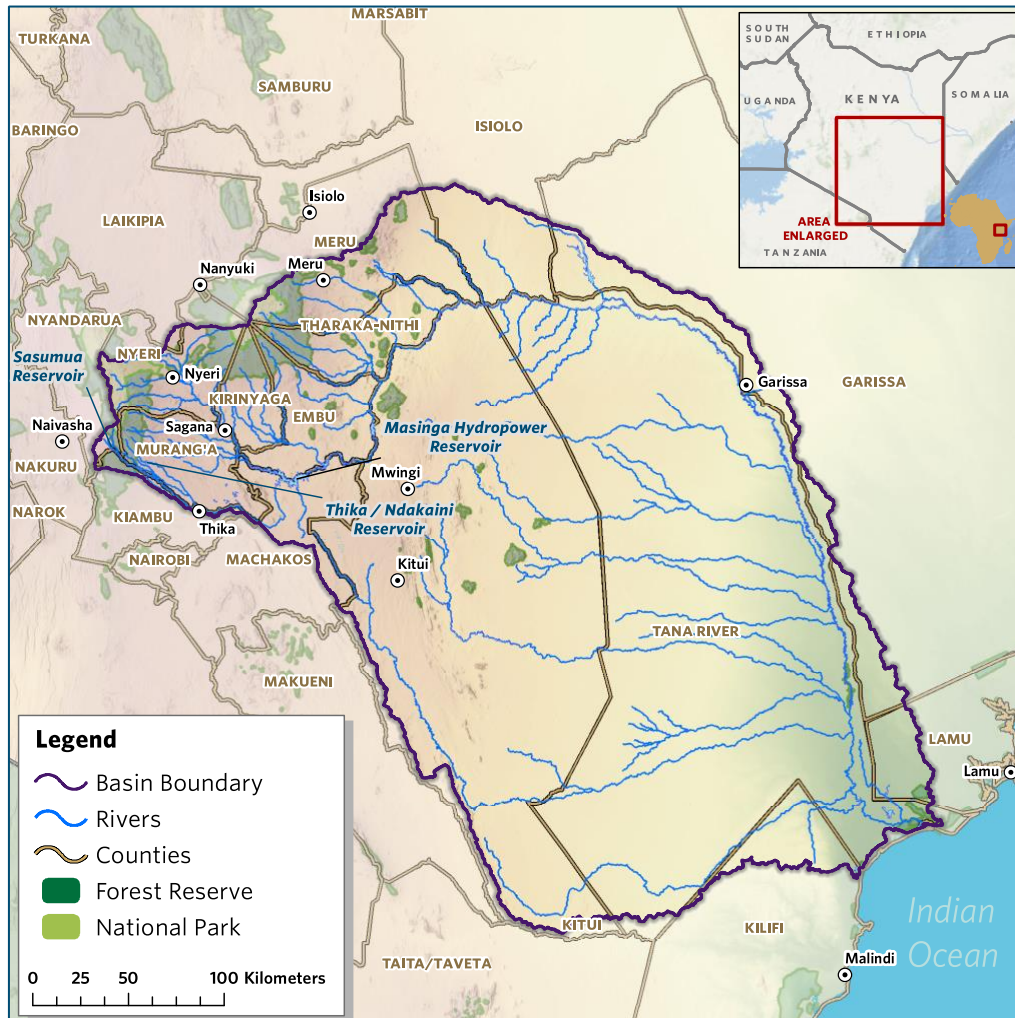 MARSABIT
TURKANA
SAMBURU
BARINGO
ISIOLO
LAIKIPIA
Isiolo
MERU
Nanyuki
Meru
NYANDARUA
THARAKA-NITHI
NYERI
Sasumua
Reservoir
Nyeri
Garissa
GARISSA
KIRINYAGA
EMBU
Naivasha
Sagana
Masinga Hydropower
Reservoir
MURANG'A
NAKURU
Mwingi
NAROK
KIAMBU
Thika
Thika / Ndakaini
Reservoir
NAIROBI
MACHAKOS
Kitui
TANA RIVER
MAKUENI
LAMU
Lamu
KITUI
KILIFI
TAITA/TAVETA
Malindi
Indian
Ocean
SOUTH
SUDAN
ETHIOPIA
UGANDA
KENYA
SOMALIA
AREA
ENLARGED
TANZANIA
Legend
Basin Boundary
Rivers
Counties
Forest Reserve
National Park
0 25 50 100 Kilometers